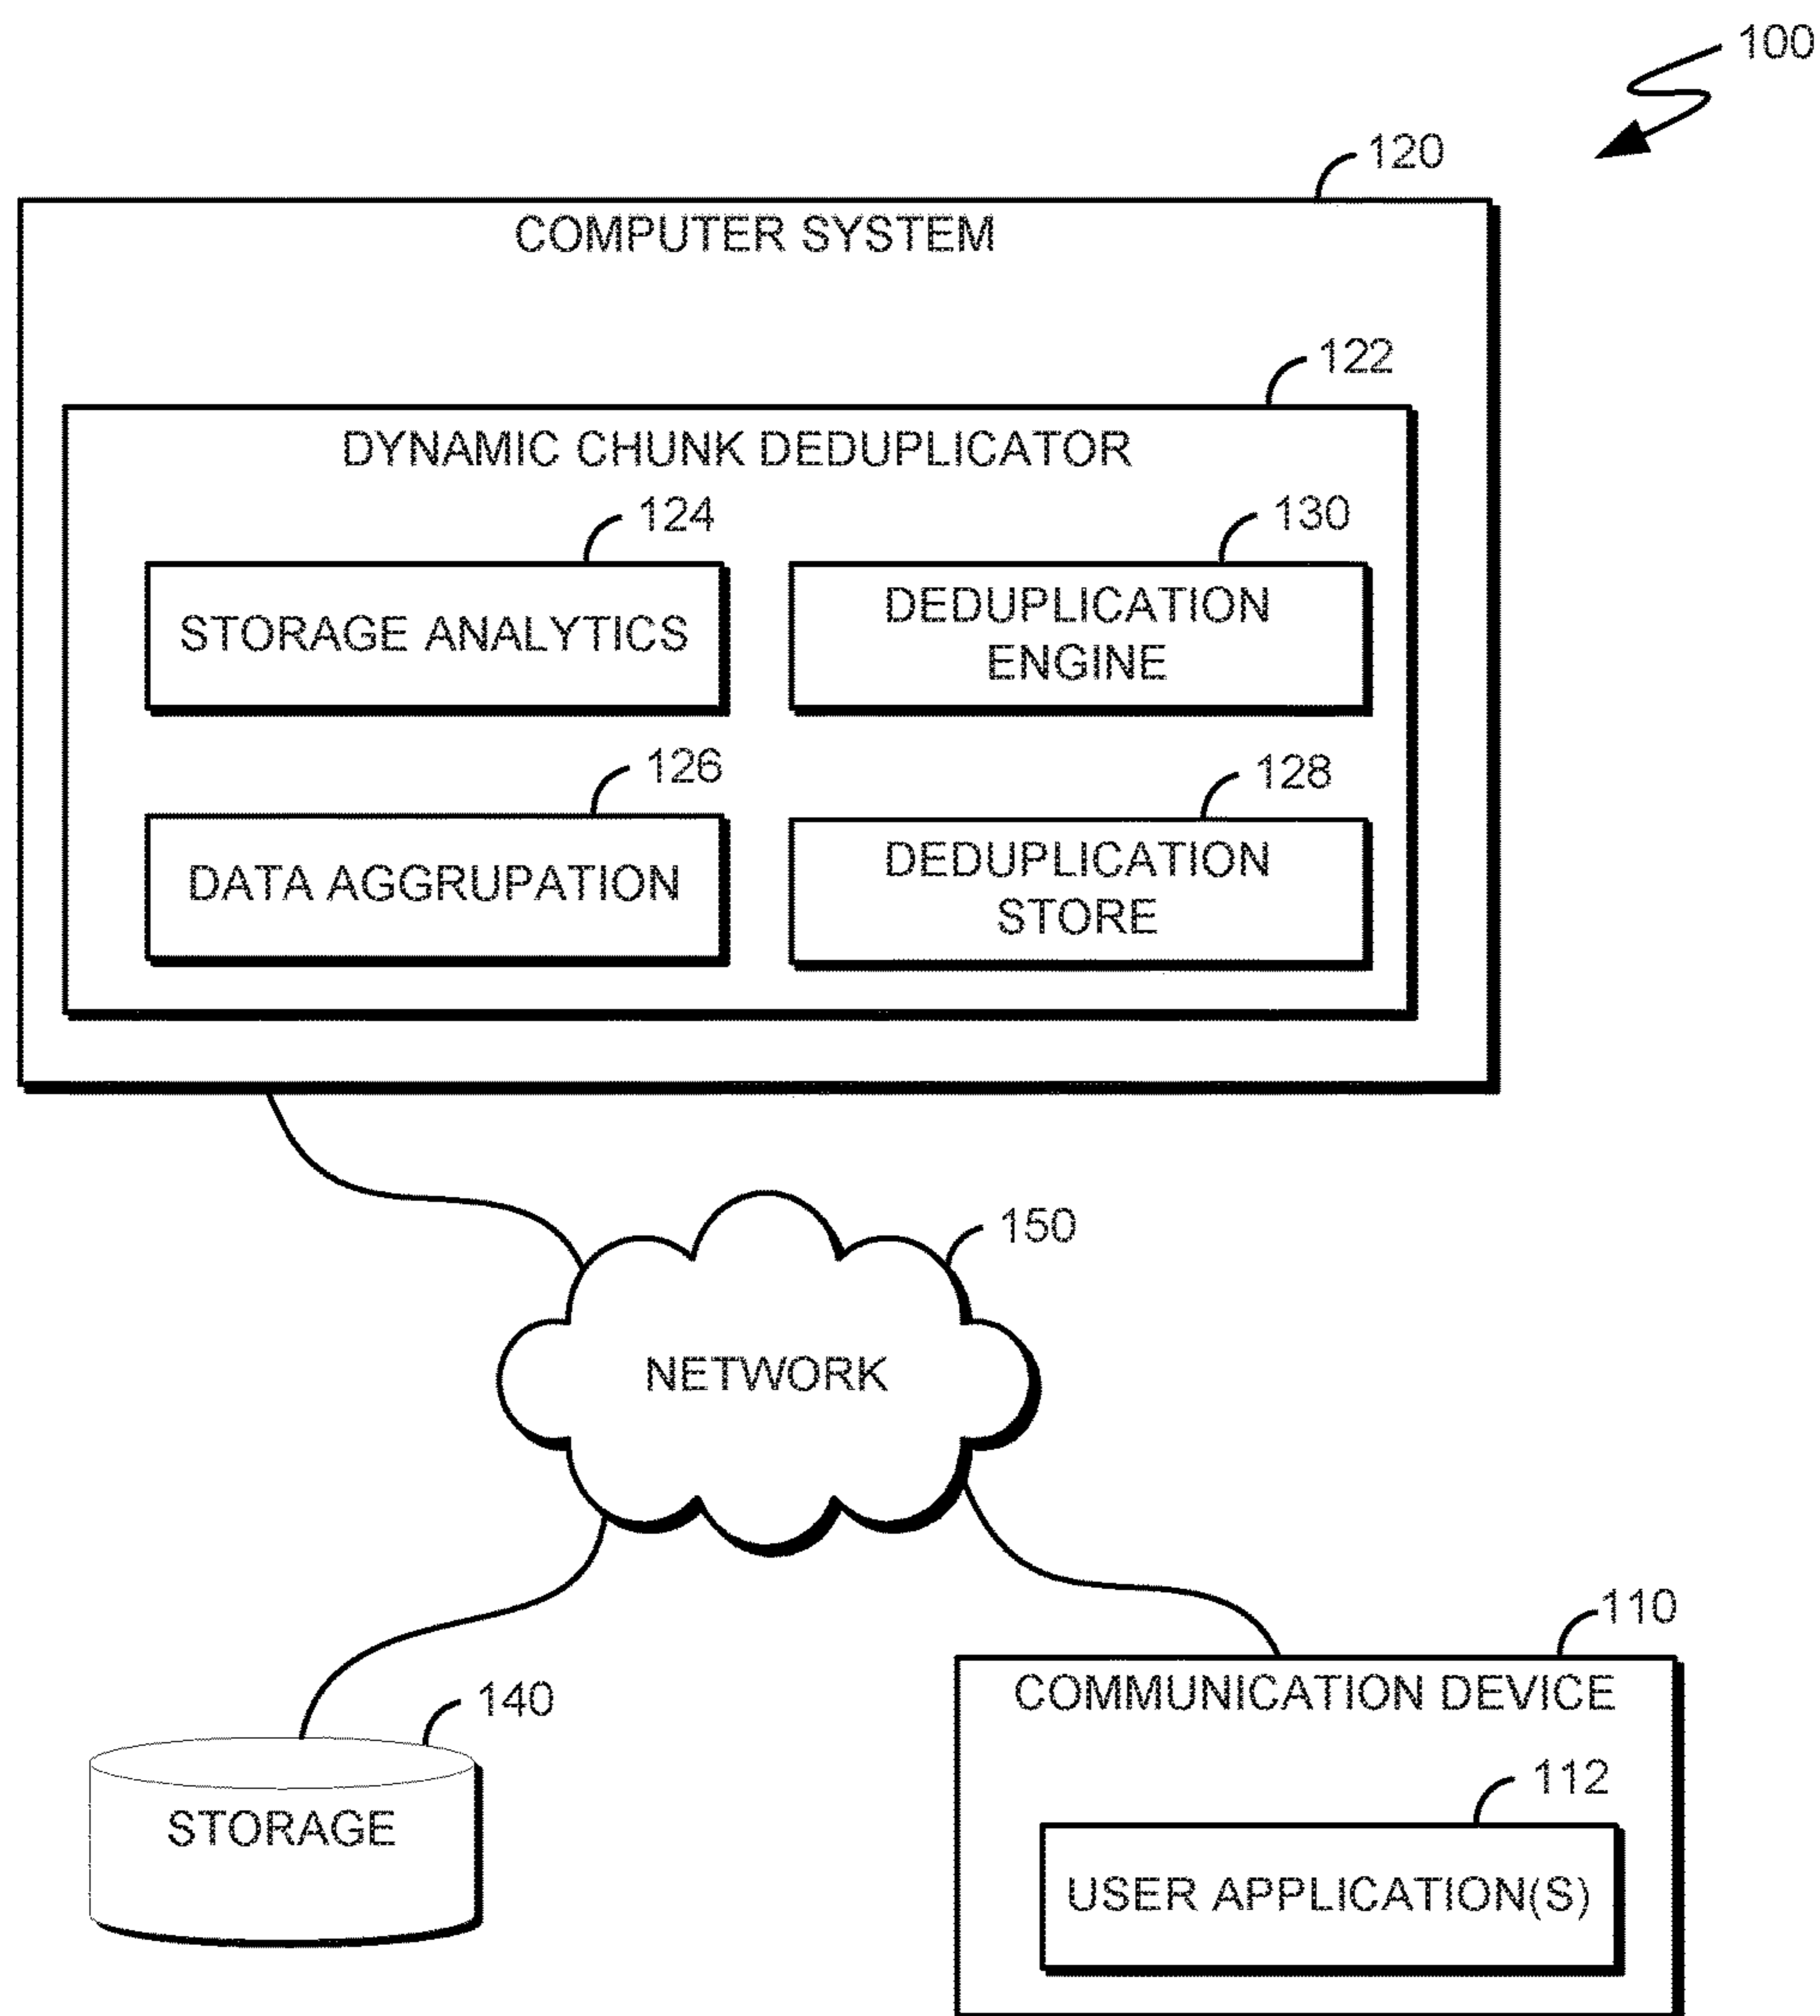 100
120
COMPUTER SYSTEM
122
DYNAMIC CHUNK DEDUPLICATOR
124
130
STORAGE ANALYTICS
DEDUPLICATION
ENGINE
126
128
DATA AGGRUPATION
DEDUPLICATION
STORE
150
NETWORK
110
COMMUNICATION DEVICE
140
STORAGE
112
USER APPLICATION(S)